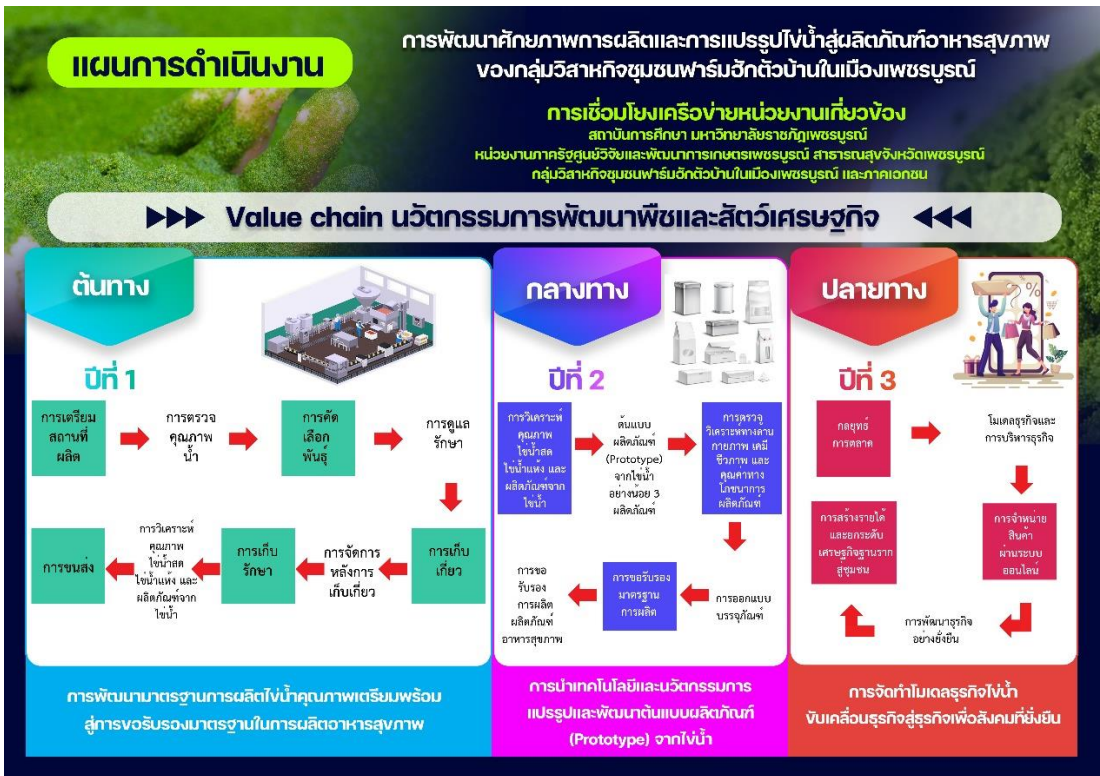 แผนการดำเนินงาน
การพัฒนาศักยภาพการผลิตและการแปรรูปไข่น้ำสู่ผลิตภัณฑ์อาหารสุขภาพ
ของกลุ่มวิสาหกิจชุมชนฟาร์มฮักตัวบ้านในเมืองเพชรบูรณ์
การเชื่อมโยงเครือข่ายหน่วยงานเกี่ยวข้อง
สถาบันการศึกษา มหาวิทยาลัยราชภัฏเพชรบูรณ์
หน่วยงานภาครัฐศูนย์วิจัยและพัฒนาการเกษตรเพชรบูรณ์ สาธารณสุขจังหวัดเพชรบูรณ์
กลุ่มวิสาหกิจชุมชนฟาร์มฮักตัวบ้านในเมืองเพชรบูรณ์ และภาคเอกชน
Value chain นวัตกรรมการพัฒนาพืชและสัตว์เศรษฐกิจ
ต้นทาง
ปีที่ 1
การเตรียม
สถานที่
ผลิต
การตรวจ
คุณภาพ
น้ำ
การคัด
เลือก
พันธุ์
การดูแล
รักษา
การเก็บ
เกี่ยว
การจัดการ
หลังการ
เก็บเกี่ยว
การเก็บ
รักษา
การวิเคราะห์
คุณภาพ
ไข่น้ำสด
ไข่น้ำแห้ง และ
ผลิตภัณฑ์จาก
ไข่น้ำ
การขนส่ง
การพัฒนามาตรฐานการผลิตไข่น้ำคุณภาพเตรียมพร้อม
สู่การขอรับรองมาตรฐานในการผลิตอาหารสุขภาพ
กลางทาง
ปีที่ 2
การวิเคราะห์
คุณภาพ
ไข่น้ำสด
ไข่น้ำแห้ง และ
ผลิตภัณฑ์จาก
ไข่น้ำ
ต้นแบบ
ผลิตภัณฑ์
(Prototype)
จากไข่น้ำ
อย่างน้อย 3
ผลิตภัณฑ์
การตรวจ
วิเคราะห์ทางด้าน
กายภาพ เคมี
ชีวภาพ และ
คุณค่าทาง
โภชนาการ
ผลิตภัณฑ์
การออกแบบ
บรรจุภัณฑ์
การขอรับรอง
มาตรฐาน
การผลิต
การขอ
รับรอง
การผลิต
ผลิตภัณฑ์
อาหารสุขภาพ
การนำเทคโนโลยีและนวัตกรรมการ
แปรรูปและพัฒนาต้นแบบผลิตภัณฑ์
(Prototype) จากไข่น้ำ
ปลายทาง
ปีที่ 3
กลยุทธ์
การตลาด
โมเดลธุรกิจและ
การบริหารธุรกิจ
การจำหน่าย
สินค้า
ผ่านระบบ
ออนไลน์
การพัฒนาธุรกิจ
อย่างยั่งยืน
การสร้างรายได้
และยกระดับ
เศรษฐกิจฐานราก
สู่ชุมชน
การจัดทำโมเดลธุรกิจไข่น้ำ
ขับเคลื่อนธุรกิจสู่ธุรกิจเพื่อสังคมที่ยั่งยืน